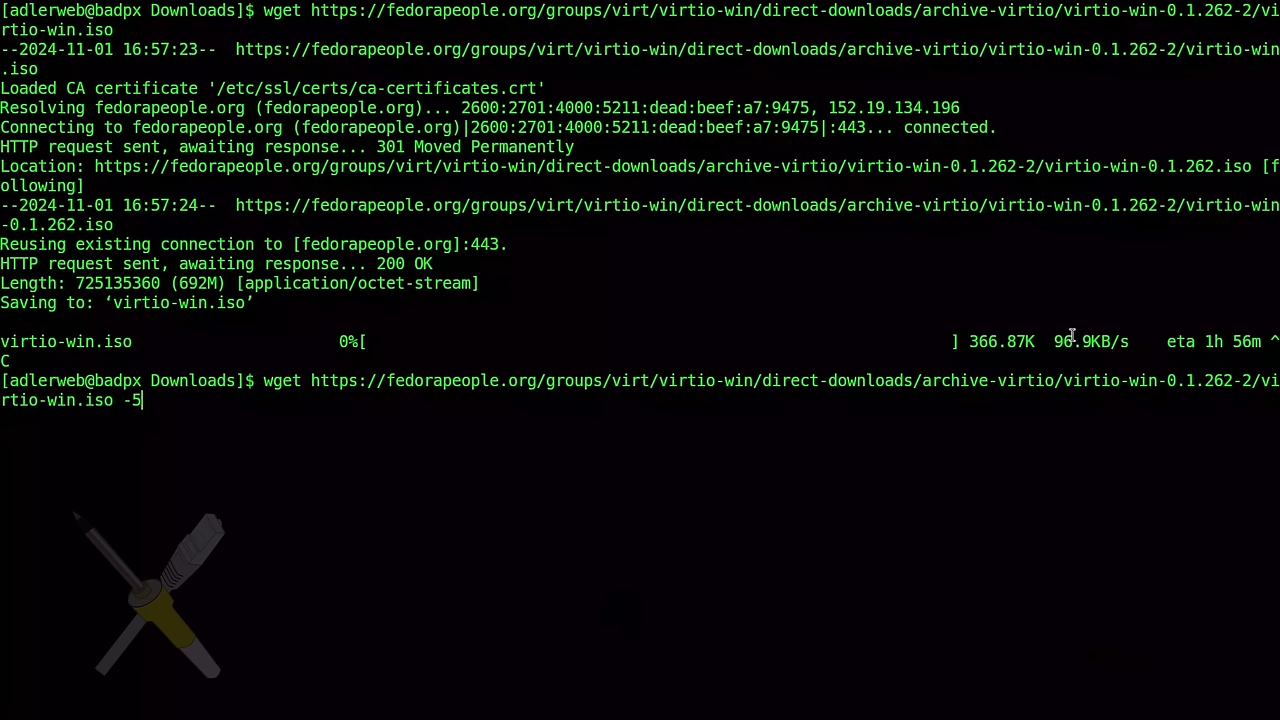 [adlerweb@badpx Downloads]$ wget https://fedorapeople.org/groups/virt/virtio-win/direct-downloads/archive-virtio/virtio-win-0.1.262-2/vi
rtio-win.iso
--2024-11-01 16:57:23--  https://fedorapeople.org/groups/virt/virtio-win/direct-downloads/archive-virtio/virtio-win-0.1.262-2/virtio-win
.iso
Loaded CA certificate '/etc/ssl/certs/ca-certificates.crt'
Resolving fedorapeople.org (fedorapeople.org)... 2600:2701:4000:5211:dead:beef:a7:9475, 152.19.134.196
Connecting to fedorapeople.org (fedorapeople.org)|2600:2701:4000:5211:dead:beef:a7:9475|:443... connected.
HTTP request sent, awaiting response... 301 Moved Permanently
Location: https://fedorapeople.org/groups/virt/virtio-win/direct-downloads/archive-virtio/virtio-win-0.1.262-2/virtio-win-0.1.262.iso [f
ollowing]
--2024-11-01 16:57:24--  https://fedorapeople.org/groups/virt/virtio-win/direct-downloads/archive-virtio/virtio-win-0.1.262-2/virtio-win
-0.1.262.iso
Reusing existing connection to [fedorapeople.org]:443.
HTTP request sent, awaiting response... 200 OK
Length: 725135360 (692M) [application/octet-stream]
Saving to: ‘virtio-win.iso’
virtio-win.iso                      0%[                                                              ] 366.87K  96.9KB/s    eta 1h 56m ^
C
[adlerweb@badpx Downloads]$ wget https://fedorapeople.org/groups/virt/virtio-win/direct-downloads/archive-virtio/virtio-win-0.1.262-2/vi
rtio-win.iso -5